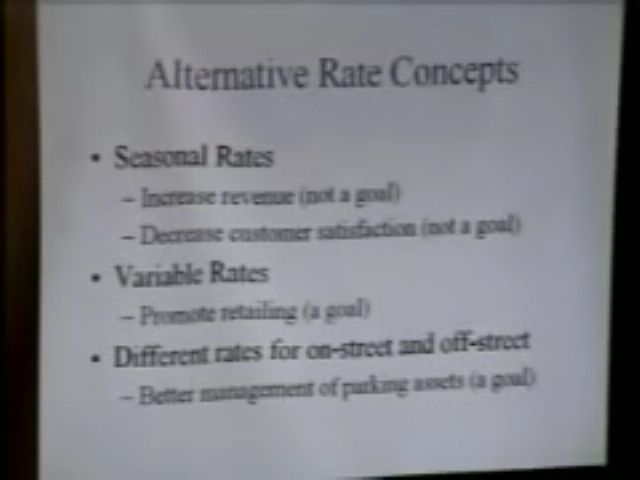 Alternative Rate Concepts
• Seasonal Rates
– Increase revenue (not a goal)
– Decrease customer satisfaction (not a goal)
• Variable Rates
– Promote retailing (a goal)
• Different rates for on-street and off-street
– Better management of parking assets (a goal)